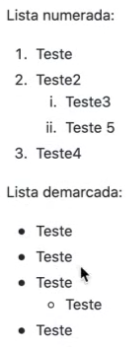 Lista numerada:
1. Teste
2. Teste2
i. Teste3
ii. Teste 5
3. Teste4
Lista demarcada:
• Teste
• Teste
• Teste
○ Teste
• Teste